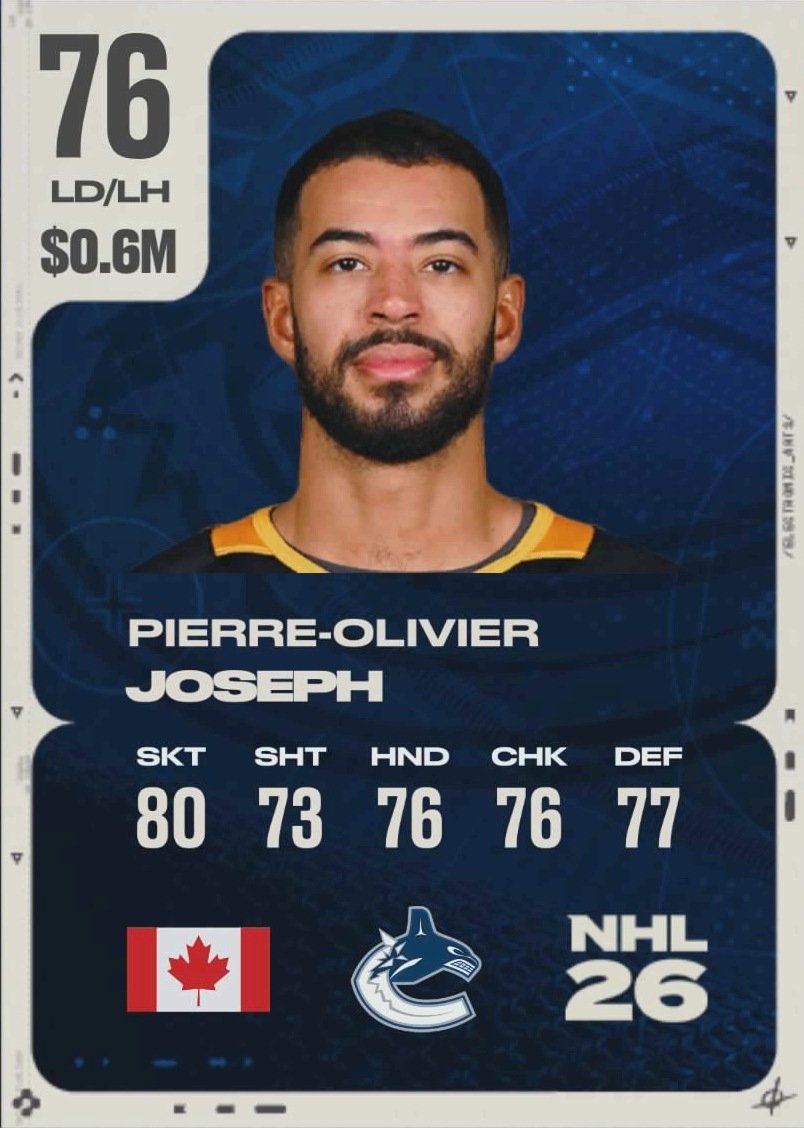 76
LD/LH
$0.6M
PIERRE-OLIVIER
JOSEPH
SKT SHT HND CHK DEF
80 73 76 76 77
NHL
26
/ELECTRONIC_ARTS/